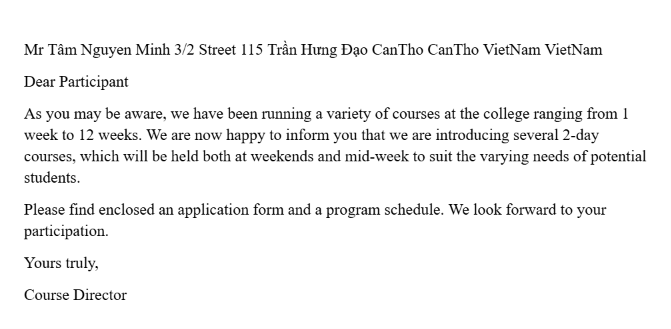 Mr Tâm Nguyen Minh 3/2 Street 115 Trần Hưng Đạo CanTho CanTho VietNam VietNam
Dear Participant
As you may be aware, we have been running a variety of courses at the college ranging from 1
week to 12 weeks. We are now happy to inform you that we are introducing several 2-day
courses, which will be held both at weekends and mid-week to suit the varying needs of potential
students.
Please find enclosed an application form and a program schedule. We look forward to your
participation.
Yours truly,
Course Director